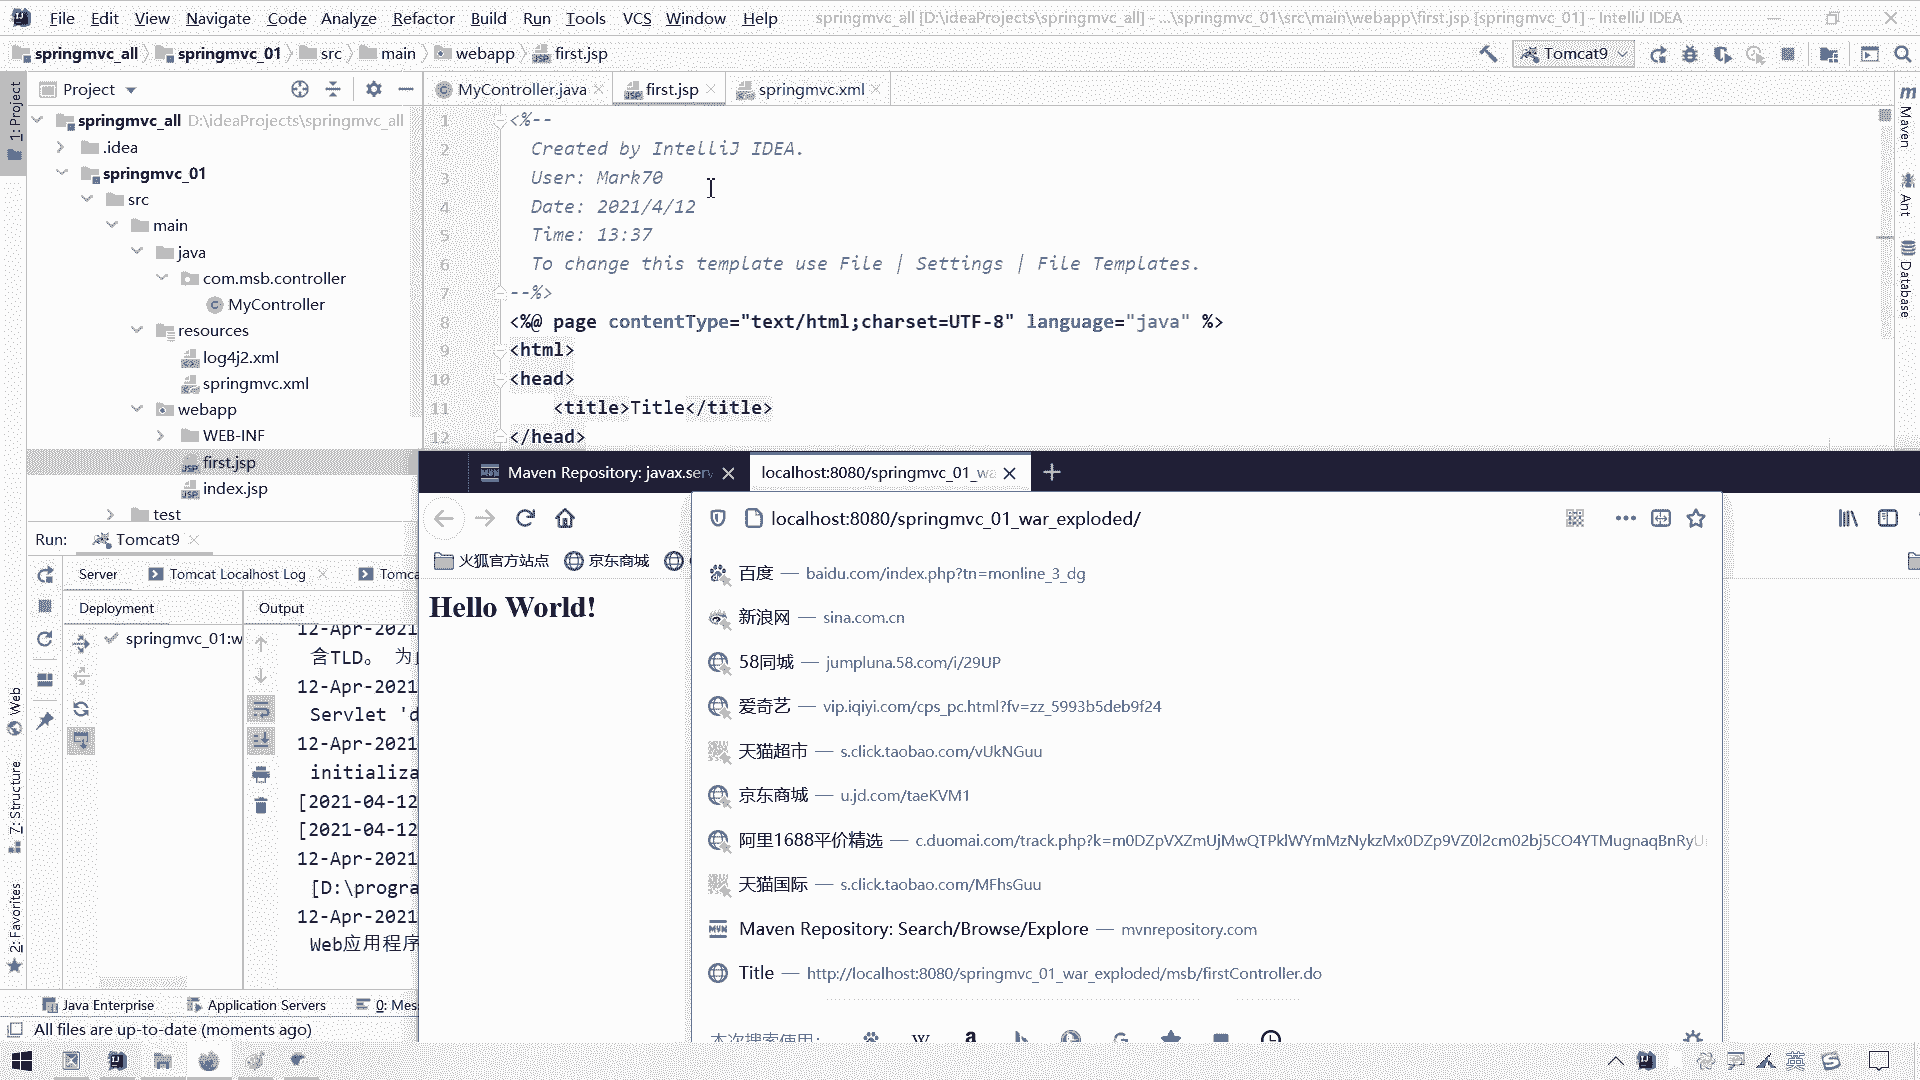 File Edit View Navigate Code Analyze Refactor Build Run Tools VCS Window Help springmvc_all [D:\ideaProjects\springmvc_all] - ...\springmvc_01\src\main\webapp\first.jsp [springmvc_01] - IntelliJ IDEA
springmvc_all springmvc_01 src main webapp first.jsp Tomcat9
1: Project
Project
MyController.java first.jsp springmvc.xml
springmvc_all D:\ideaProjects\springmvc_all
.idea
springmvc_01
src
main
java
com.msb.controller
MyController
resources
log4j2.xml
springmvc.xml
webapp
WEB-INF
first.jsp
index.jsp
test
1 <%--
2 Created by IntelliJ IDEA.
3 User: Mark70
4 Date: 2021/4/12
5 Time: 13:37
6 To change this template use File | Settings | File Templates.
7 --%>
8 <%@ page contentType="text/html;charset=UTF-8" language="java" %>
9 <html>
10 <head>
11 <title>Title</title>
12 </head>
Maven
Ant
Database
Run: Tomcat9
Server Tomcat Localhost Log Tomca
Deployment Output
springmvc_01:w
12-Apr-2021
含TLD。 为
12-Apr-2021
Servlet 'd
12-Apr-2021
initializa
[2021-04-12
[2021-04-12
12-Apr-2021
[D:\progra
12-Apr-2021
Web应用程序
Web
7: Structure
2: Favorites
Java Enterprise Application Servers 0: Mes
All files are up-to-date (moments ago)
Maven Repository: javax.serv localhost:8080/springmvc_01_wa
localhost:8080/springmvc_01_war_exploded/
火狐官方站点 京东商城
Hello World!
百度 — baidu.com/index.php?tn=monline_3_dg
新浪网 — sina.com.cn
58同城 — jumpluna.58.com/i/29UP
爱奇艺 — vip.iqiyi.com/cps_pc.html?fv=zz_5993b5deb9f24
天猫超市 — s.click.taobao.com/vUkNGuu
京东商城 — u.jd.com/taeKVM1
阿里1688平价精选 — c.duomai.com/track.php?k=m0DZpVXZmUjMwQTPklWYmMzNykzMx0DZp9VZ0l2cm02bj5CO4YTMugnaqBnRyU
天猫国际 — s.click.taobao.com/MFhsGuu
Maven Repository: Search/Browse/Explore — mvnrepository.com
Title — http://localhost:8080/springmvc_01_war_exploded/msb/firstController.do
本次搜索使用:
英